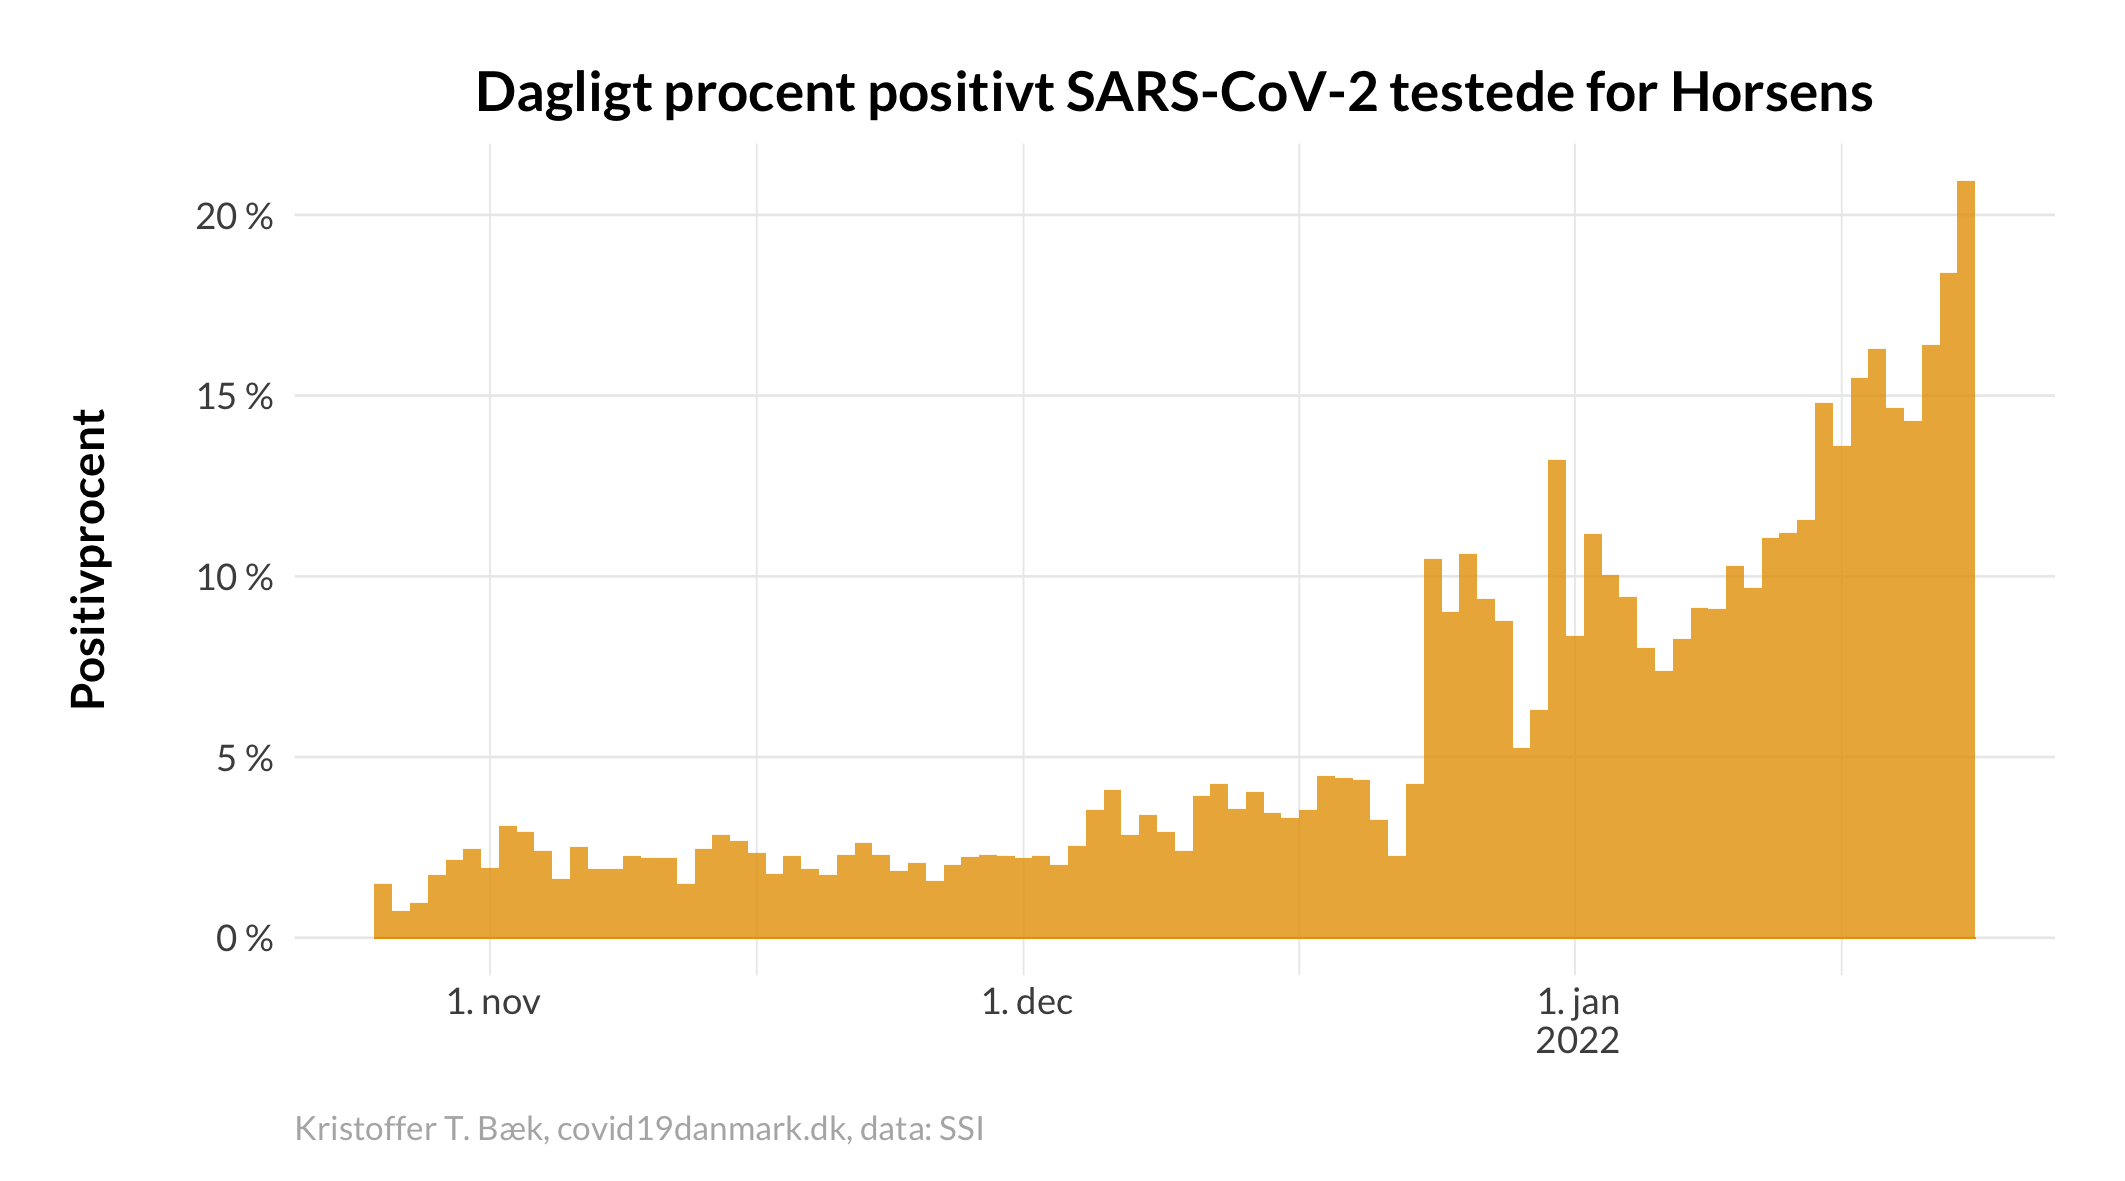 Dagligt procent positivt SARS-CoV-2 testede for Horsens
Positivprocent
20 %
15 %
10 %
5 %
0 %
1. nov
1. dec
1. jan
2022
Kristoffer T. Bæk, covid19danmark.dk, data: SSI